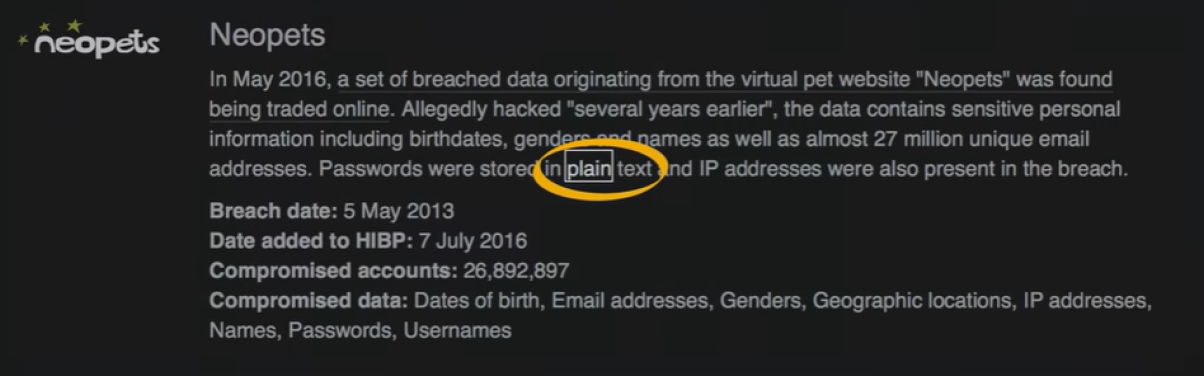 neopets
Neopets
In May 2016, a set of breached data originating from the virtual pet website "Neopets" was found
being traded online. Allegedly hacked "several years earlier", the data contains sensitive personal
information including birthdates, genders and names as well as almost 27 million unique email
addresses. Passwords were stored in plain text and IP addresses were also present in the breach.
Breach date: 5 May 2013
Date added to HIBP: 7 July 2016
Compromised accounts: 26,892,897
Compromised data: Dates of birth, Email addresses, Genders, Geographic locations, IP addresses,
Names, Passwords, Usernames